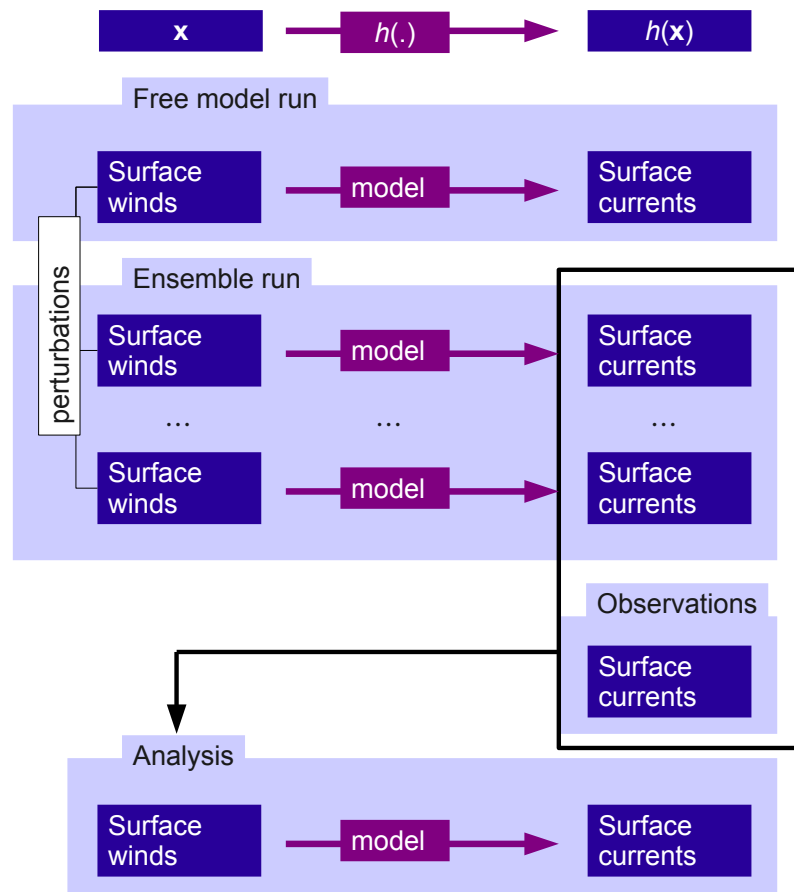 x h(.) h(x)
Free model run
Surface
winds
model
Surface
currents
perturbations
Ensemble run
Surface
winds
model
Surface
currents
... ... ...
Surface
winds
model
Surface
currents
Observations
Surface
currents
Analysis
Surface
winds
model
Surface
currents